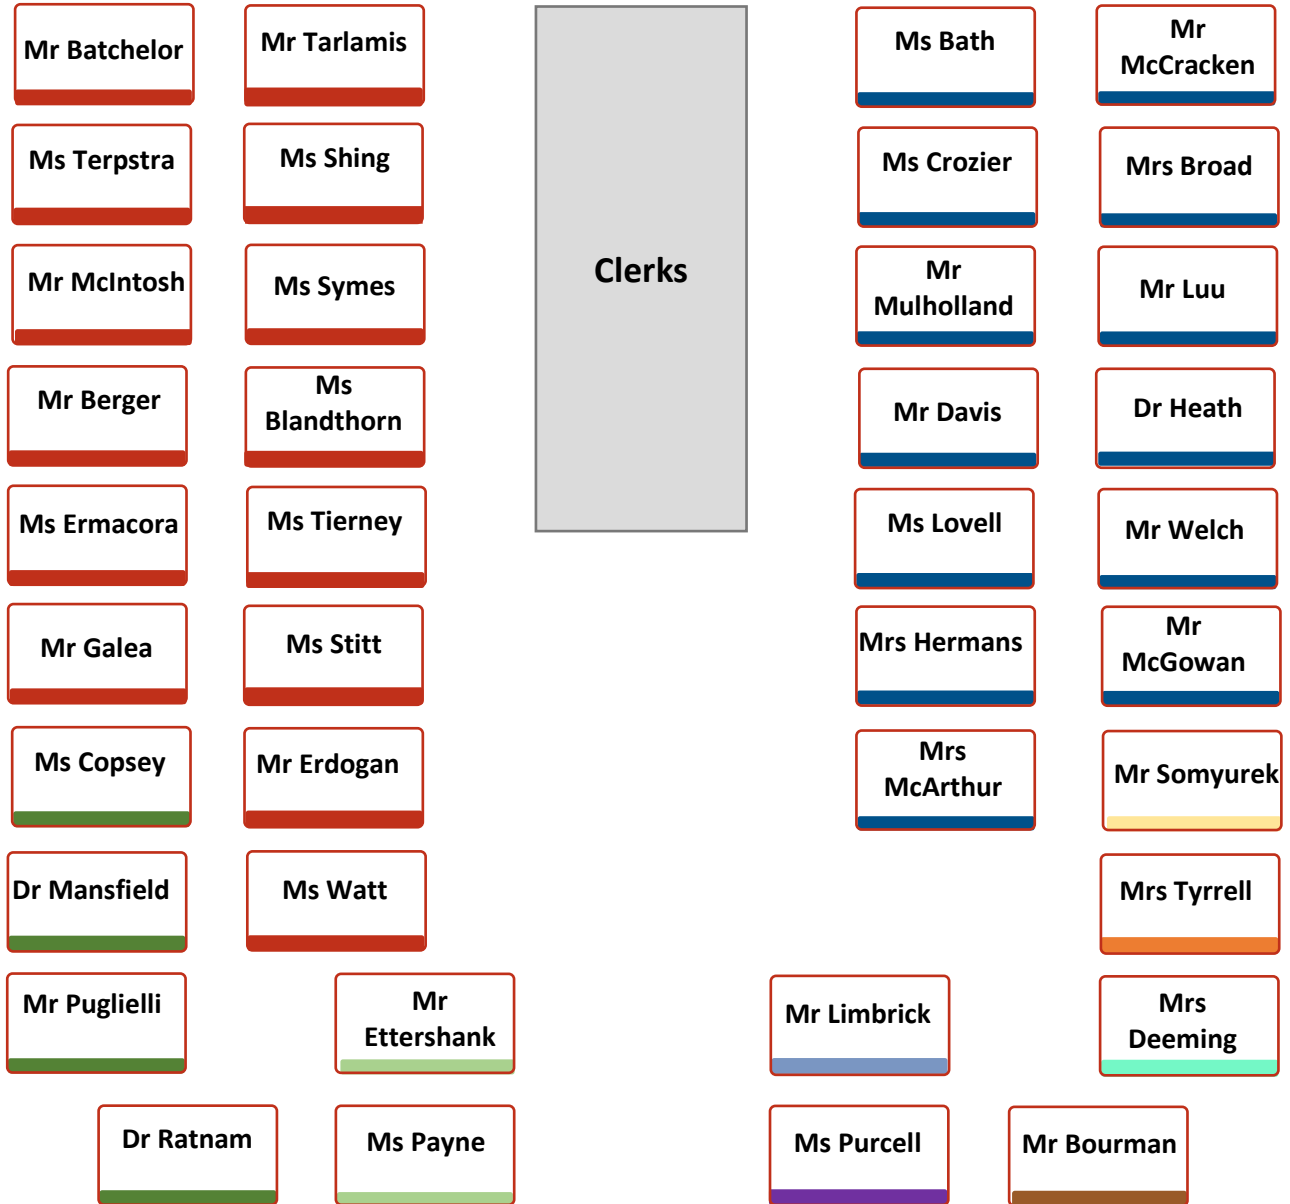 Mr Batchelor
Mr Tarlamis
Ms Bath
Mr
McCracken
Ms Terpstra
Ms Shing
Ms Crozier
Mrs Broad
Mr McIntosh
Ms Symes
Clerks
Mr
Mulholland
Mr Luu
Mr Berger
Ms
Blandthorn
Mr Davis
Dr Heath
Ms Ermacora
Ms Tierney
Ms Lovell
Mr Welch
Mr Galea
Ms Stitt
Mrs Hermans
Mr
McGowan
Ms Copsey
Mr Erdogan
Mrs
McArthur
Mr Somyurek
Dr Mansfield
Ms Watt
Mrs Tyrrell
Mr Puglielli
Mr
Ettershank
Mr Limbrick
Mrs
Deeming
Dr Ratnam
Ms Payne
Ms Purcell
Mr Bourman